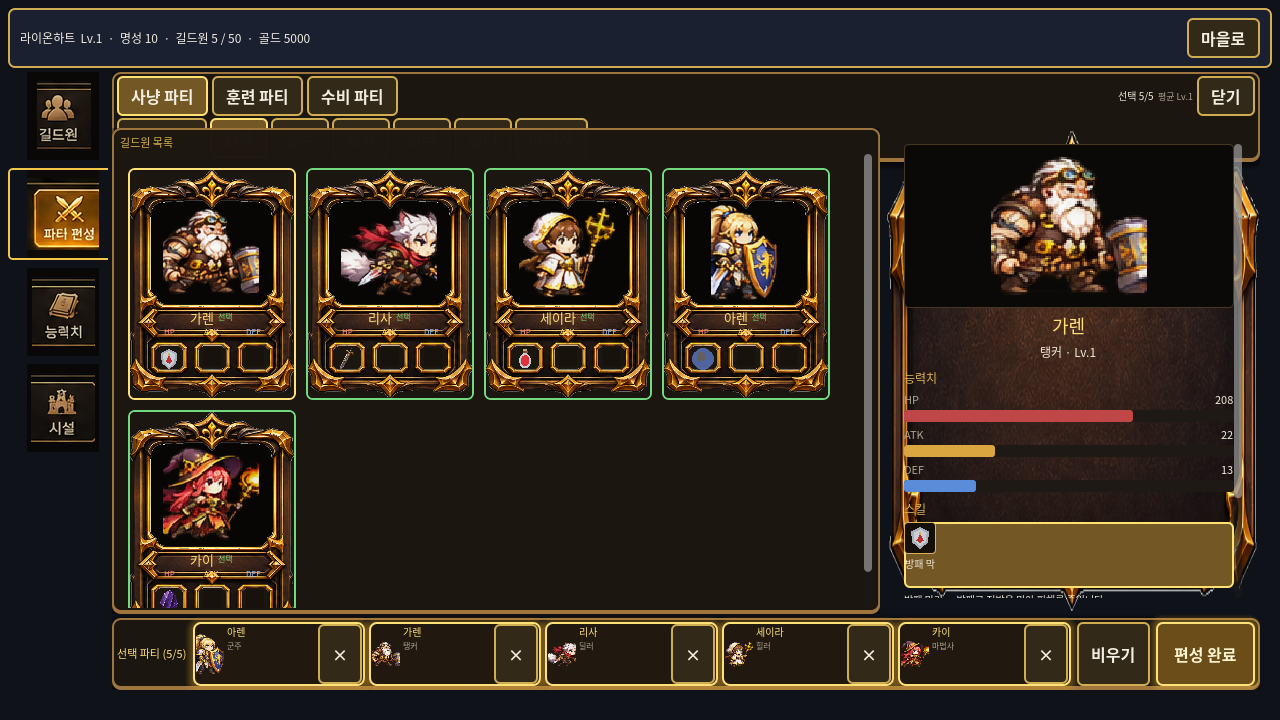 라이온하트 Lv.1 · 명성 10 · 길드원 5 / 50 · 골드 5000
마을로
길드원
파티 편성
능력치
시설
사냥 파티
훈련 파티
수비 파티
선택 5/5 평균 Lv.1
닫기
길드원 목록
가렌 선택
HP ATK DEF
리사 선택
HP ATK DEF
세이라 선택
HP ATK DEF
아렌 선택
HP ATK DEF
카이 선택
HP ATK DEF
가렌
탱커 · Lv.1
능력치
HP 208
ATK 22
DEF 13
스킬
방패 막
선택 파티 (5/5)
아렌
군주
×
가렌
탱커
×
리사
딜러
×
세이라
힐러
×
카이
마법사
×
비우기
편성 완료